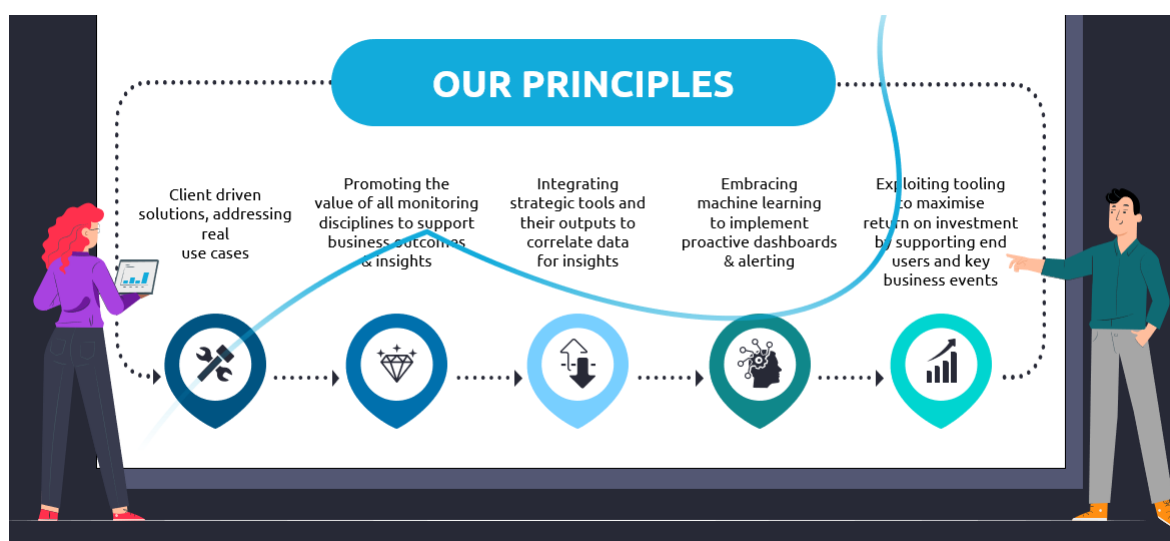 OUR PRINCIPLES
Client driven
solutions, addressing
real
use cases
Promoting the
value of all monitoring
disciplines to support
business outcomes
& insights
Integrating
strategic tools and
their outputs to
correlate data
for insights
Embracing
machine learning
to implement
proactive dashboards
& alerting
Exploiting tooling
to maximise
return on investment
by supporting end
users and key
business events